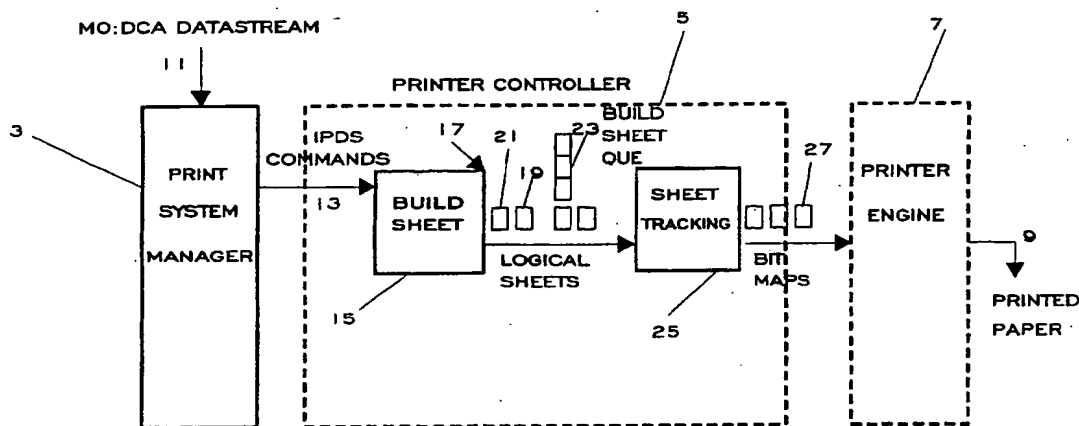 MO:DCA DATASTREAM
11
3
PRINT
SYSTEM
MANAGER
IPDS
COMMANDS
13
PRINTER CONTROLLER
5
17
BUILD
SHEET
15
21
19
23
BUILD
SHEET
QUE
LOGICAL
SHEETS
SHEET
TRACKING
25
27
BIT
MAPS
7
PRINTER
ENGINE
9
PRINTED
PAPER